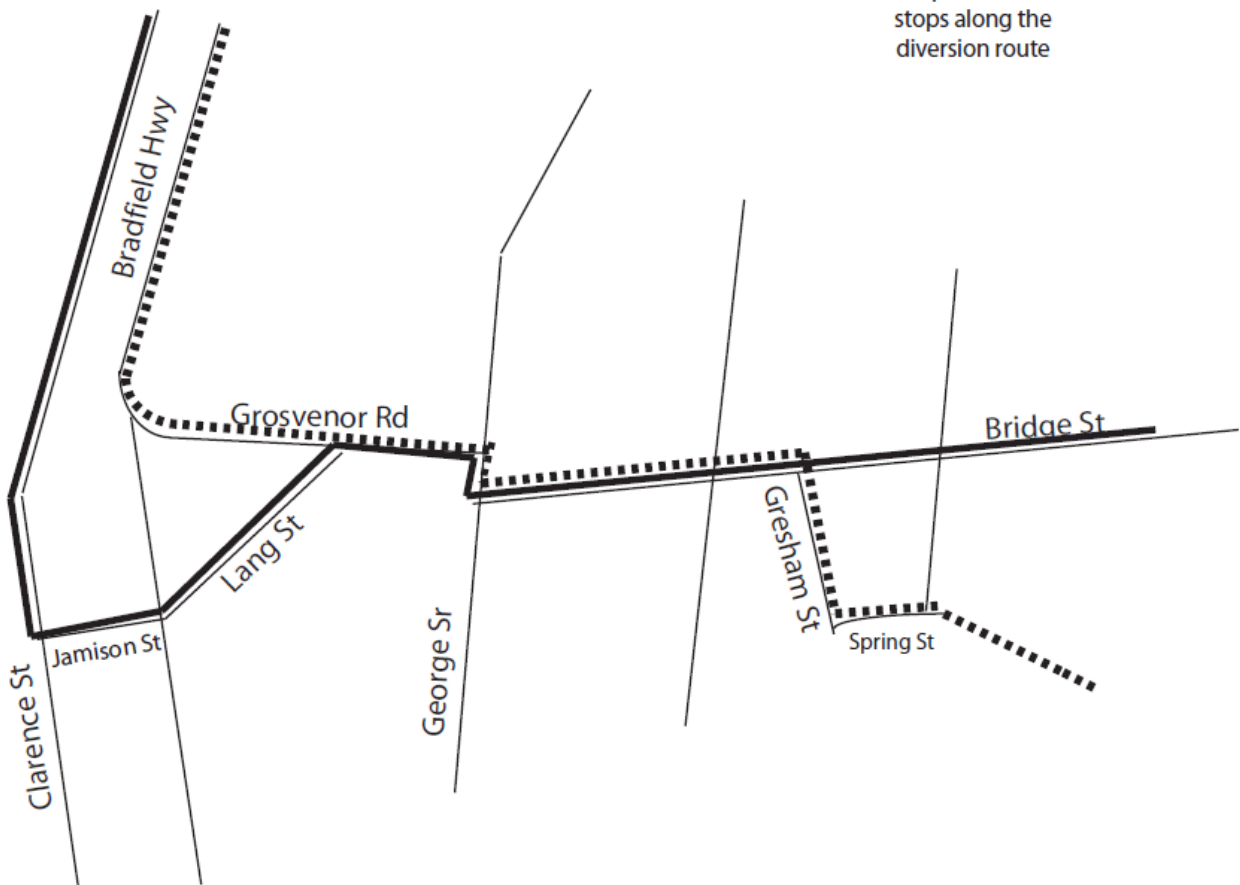 stops along the
diversion route
Bradfield Hwy
Grosvenor Rd
Bridge St
Lang St
Gresham St
George Sr
Jamison St
Spring St
Clarence St